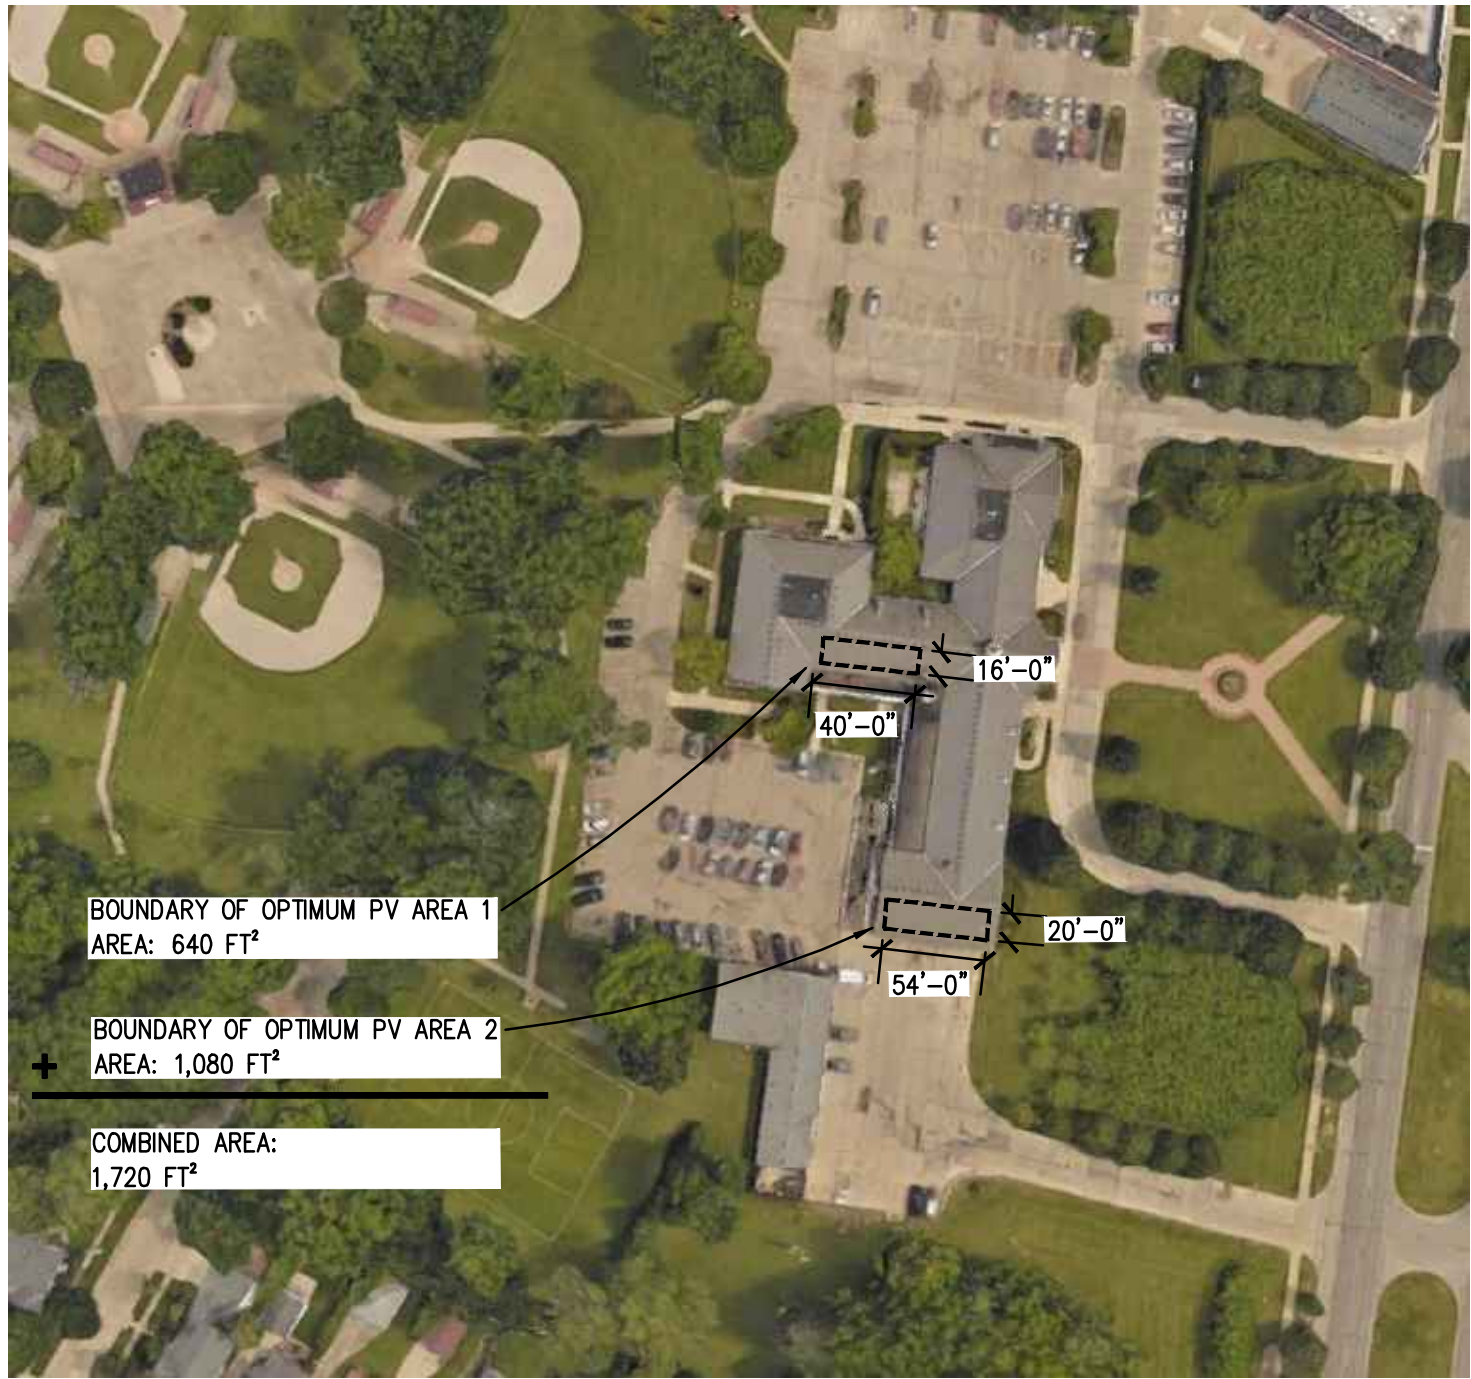 16'-0"
40'-0"
BOUNDARY OF OPTIMUM PV AREA 1
AREA: 640 FT²
20'-0"
54'-0"
BOUNDARY OF OPTIMUM PV AREA 2
AREA: 1,080 FT²
+
COMBINED AREA:
1,720 FT²